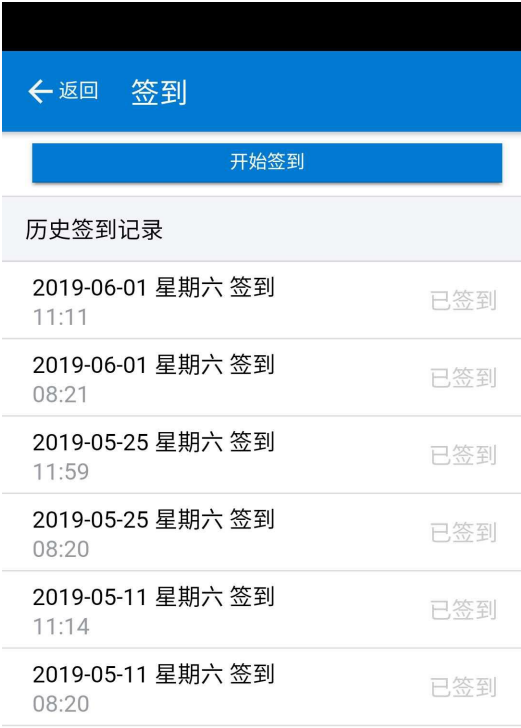 返回 签到
开始签到
历史签到记录
2019-06-01 星期六 签到
已签到
11:11
2019-06-01 星期六 签到
已签到
08:21
2019-05-25 星期六 签到
已签到
11:59
2019-05-25 星期六 签到
已签到
08:20
2019-05-11 星期六 签到
已签到
11:14
2019-05-11 星期六 签到
已签到
08:20